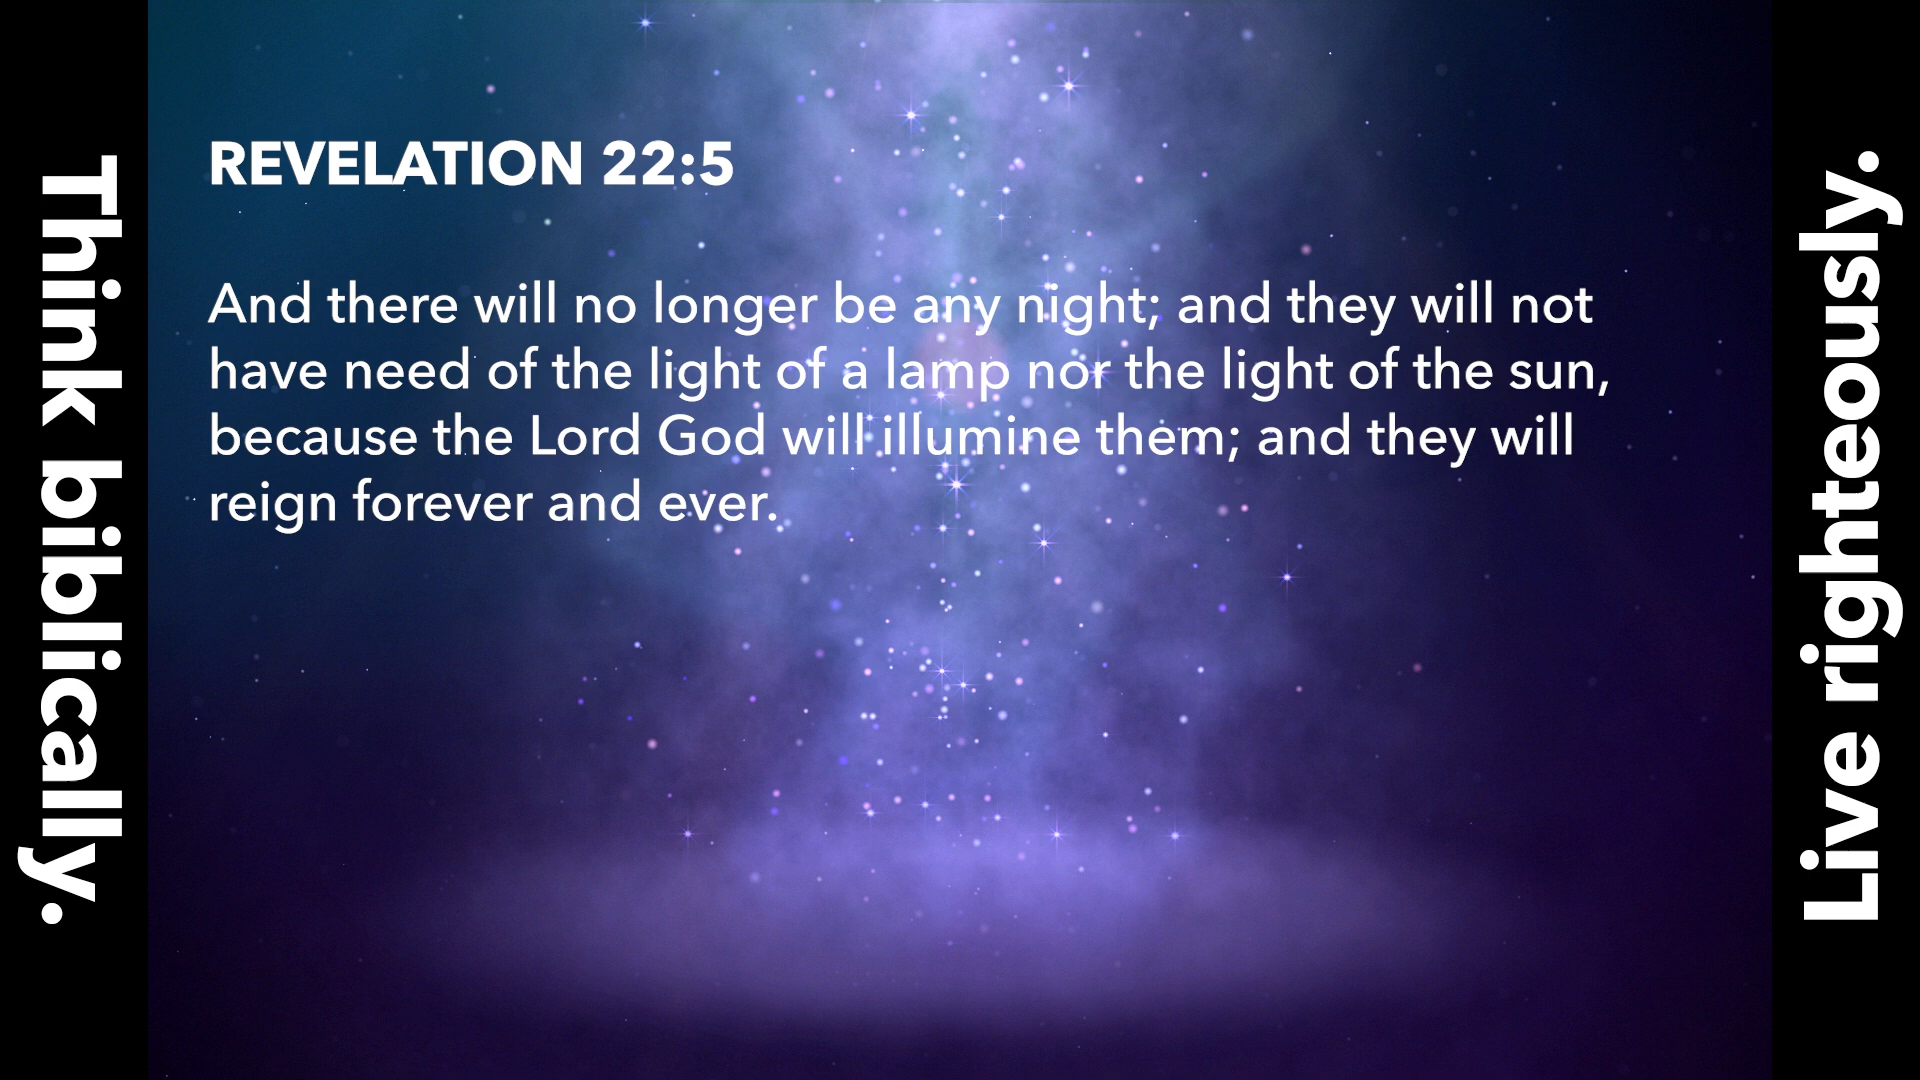 Think biblically.
REVELATION 22:5
And there will no longer be any night; and they will not
have need of the light of a lamp nor the light of the sun,
because the Lord God will illumine them; and they will
reign forever and ever.
Live righteously.